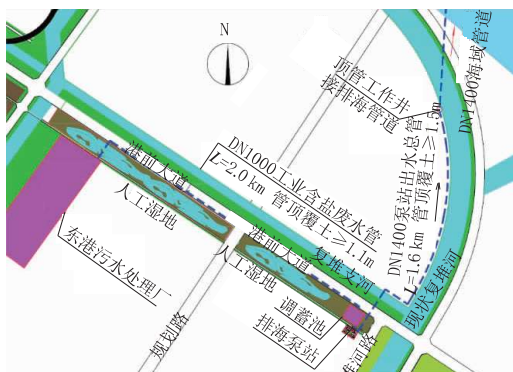 N
顶管工作井
接排海管道
DN1400海域管道
DN1000工业含盐废水管
L=2.0 km 管顶覆土≥1.1m
DN1400泵站出水总管
L=1.6 km 管顶覆土≥1.5m
港前大道
人工湿地
港前大道
人工湿地
复堆支河
现状复堆河
东港污水处理厂
规划路
调蓄池
排海泵站
淮河路